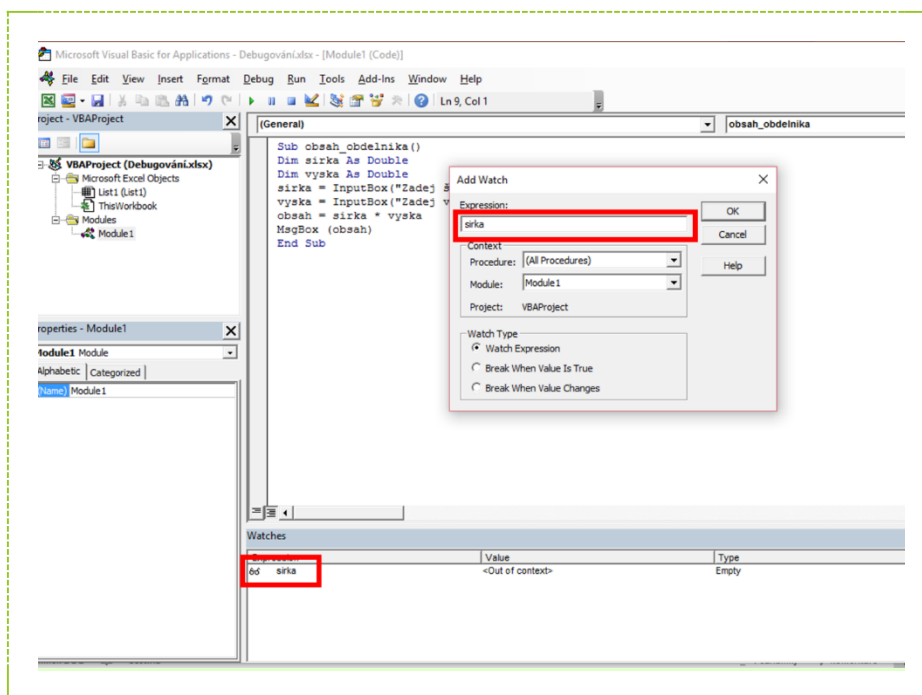 Microsoft Visual Basic for Applications - Debugování.xlsx - [Module1 (Code)]
File Edit View Insert Format Debug Run Tools Add-Ins Window Help
Ln 9, Col 1
roject - VBAProject
VBAProject (Debugování.xlsx)
Microsoft Excel Objects
List1 (List1)
ThisWorkbook
Modules
Module1
roperties - Module1
Module1 Module
Alphabetic Categorized
(Name) Module1
(General) obsah_obdelnika
Sub obsah_obdelnika()
Dim sirka As Double
Dim vyska As Double
sirka = InputBox("Zadej š
vyska = InputBox("Zadej v
obsah = sirka * vyska
MsgBox (obsah)
End Sub
Add Watch
Expression:
sirka
OK
Cancel
Help
Context
Procedure: (All Procedures)
Module: Module1
Project: VBAProject
Watch Type
Watch Expression
Break When Value Is True
Break When Value Changes
Watches
Expression Value Type
sirka <Out of context> Empty